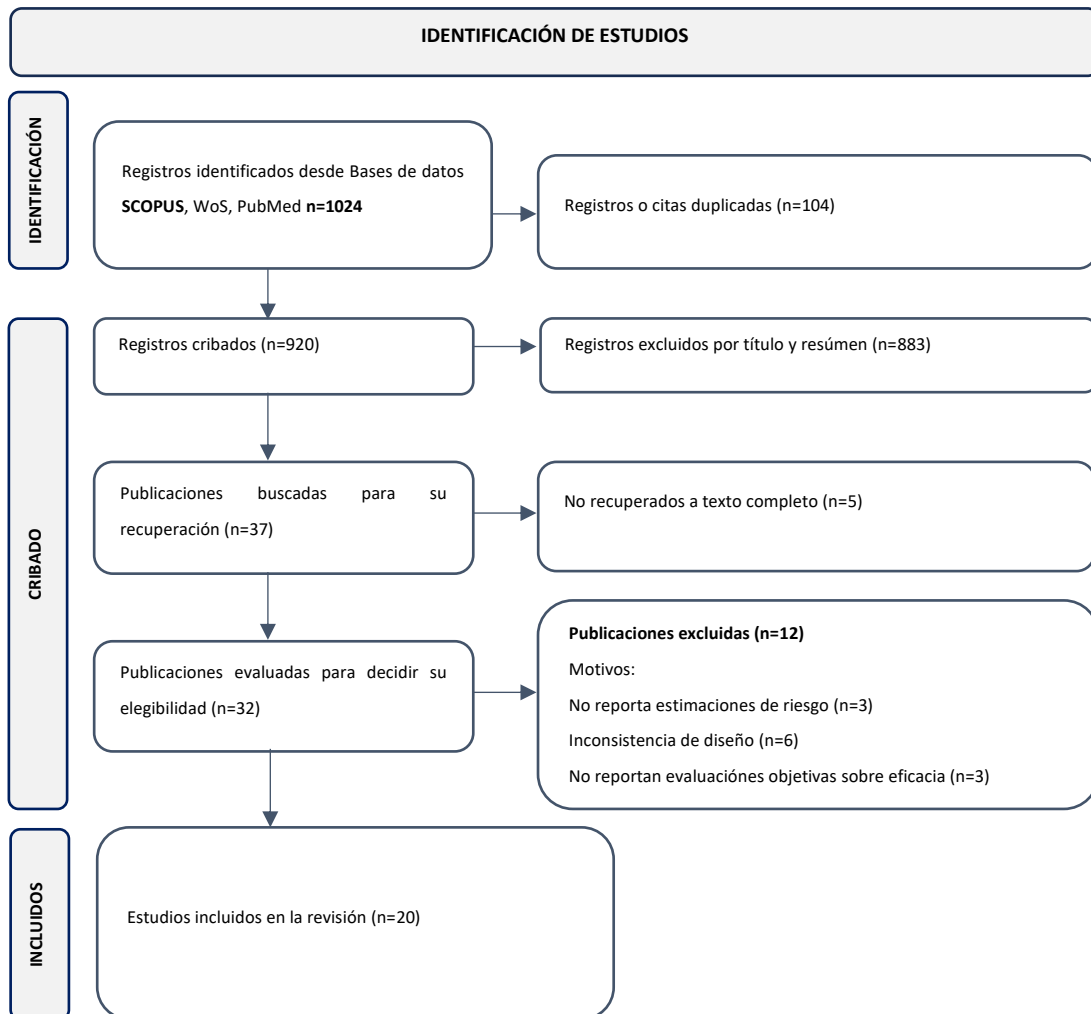 IDENTIFICACIÓN DE ESTUDIOS
IDENTIFICACIÓN
Registros identificados desde Bases de datos
SCOPUS, WoS, PubMed n=1024
Registros o citas duplicadas (n=104)
CRIBADO
Registros cribados (n=920)
Registros excluidos por título y resúmen (n=883)
Publicaciones buscadas para su
recuperación (n=37)
No recuperados a texto completo (n=5)
Publicaciones evaluadas para decidir su
elegibilidad (n=32)
Publicaciones excluidas (n=12)
Motivos:
No reporta estimaciones de riesgo (n=3)
Inconsistencia de diseño (n=6)
No reportan evaluaciónes objetivas sobre eficacia (n=3)
INCLUIDOS
Estudios incluidos en la revisión (n=20)